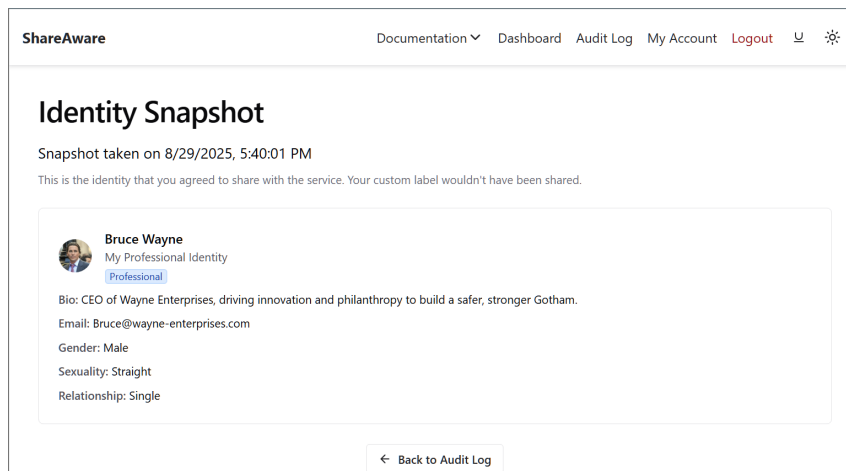 ShareAware
Documentation Dashboard Audit Log My Account Logout
Identity Snapshot
Snapshot taken on 8/29/2025, 5:40:01 PM
This is the identity that you agreed to share with the service. Your custom label wouldn't have been shared.
Bruce Wayne
My Professional Identity
Professional
Bio: CEO of Wayne Enterprises, driving innovation and philanthropy to build a safer, stronger Gotham.
Email: Bruce@wayne-enterprises.com
Gender: Male
Sexuality: Straight
Relationship: Single
Back to Audit Log